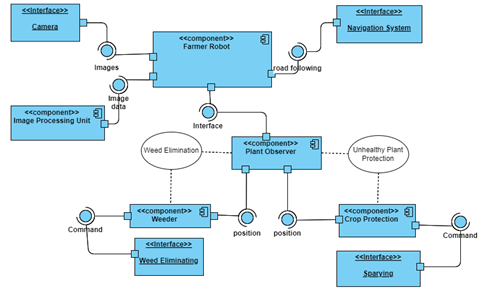 <<Interface>>
Camera
<<component>>
Farmer Robot
<<Interface>>
Navigation System
Images
road following
Image
data
<<component>>
Image Processing Unit
Interface
<<component>>
Plant Observer
Weed Elimination
Unhealthy Plant
Protection
<<component>>
Weeder
Command
position
position
<<component>>
Crop Protection
Command
<<Interface>>
Weed Eliminating
<<Interface>>
Sparying